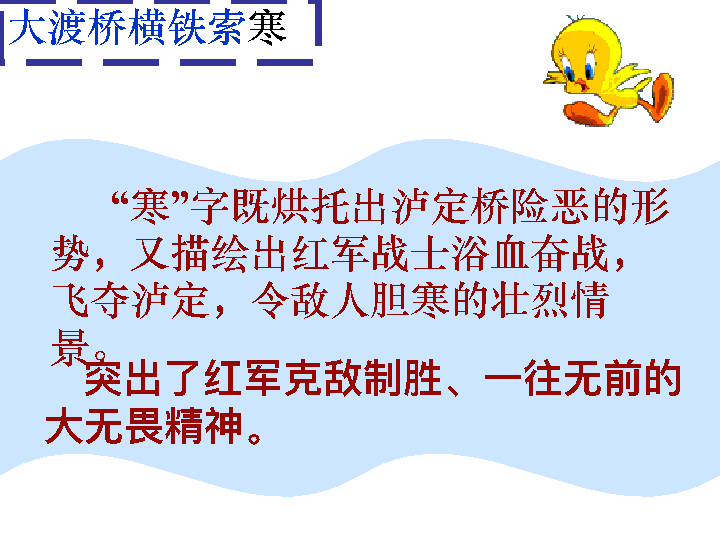 大渡桥横铁索寒
“寒”字既烘托出泸定桥险恶的形
势，又描绘出红军战士浴血奋战，
飞夺泸定，令敌人胆寒的壮烈情
景。
突出了红军克敌制胜、一往无前的
大无畏精神。